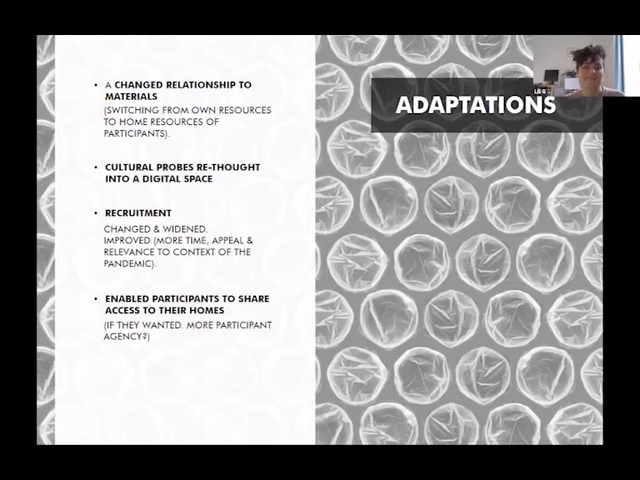 • A CHANGED RELATIONSHIP TO
MATERIALS
(SWITCHING FROM OWN RESOURCES
TO HOME RESOURCES OF
PARTICIPANTS).
• CULTURAL PROBES RE-THOUGHT
INTO A DIGITAL SPACE
• RECRUITMENT
CHANGED & WIDENED.
IMPROVED (MORE TIME, APPEAL &
RELEVANCE TO CONTEXT OF THE
PANDEMIC).
• ENABLED PARTICIPANTS TO SHARE
ACCESS TO THEIR HOMES
(IF THEY WANTED. MORE PARTICIPANT
AGENCY?)
ADAPTATIONS